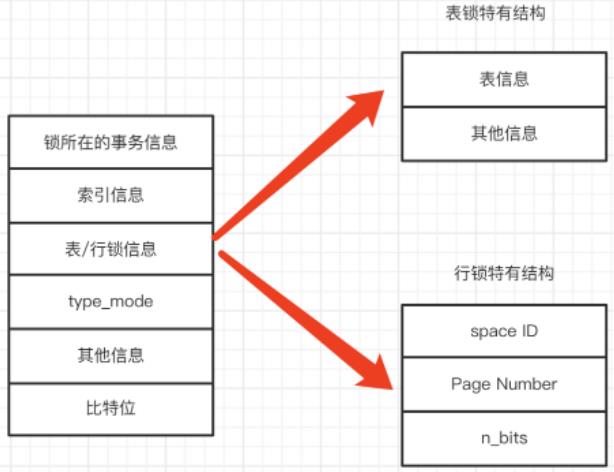 表锁特有结构
表信息
其他信息
锁所在的事务信息
索引信息
表/行锁信息
type_mode
其他信息
比特位
行锁特有结构
space ID
Page Number
n_bits